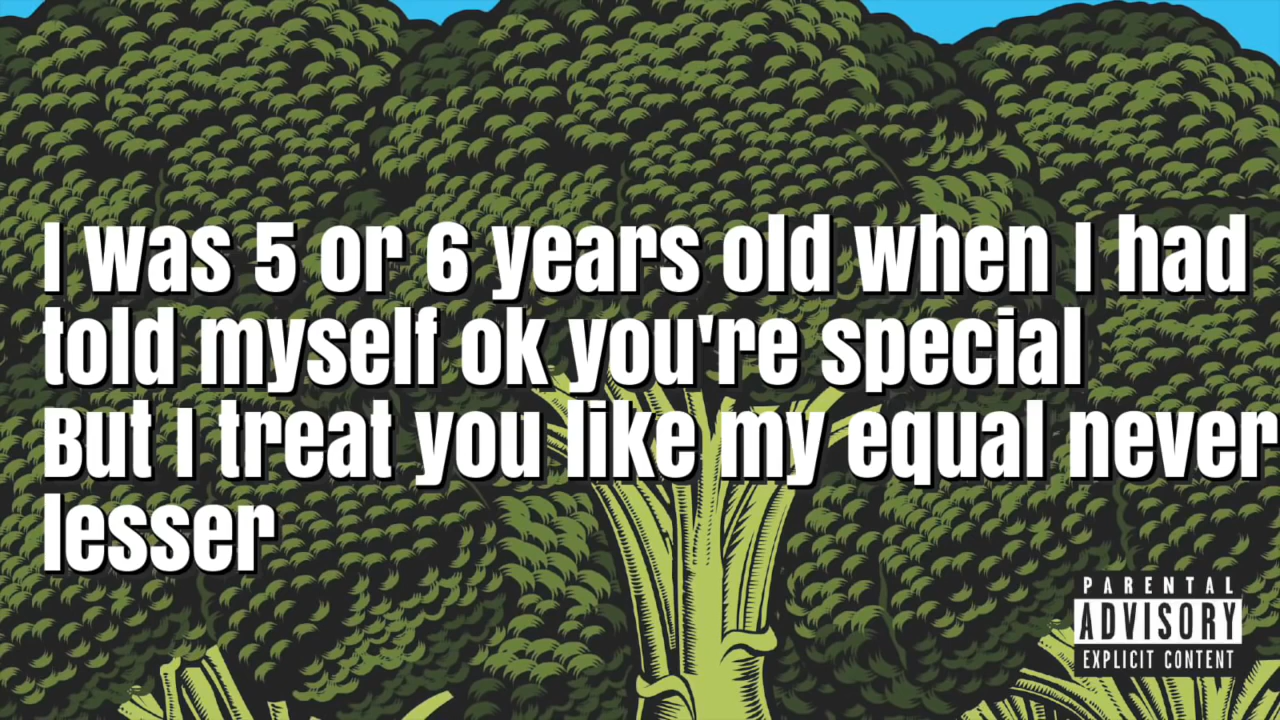 I was 5 or 6 years old when I had
told myself ok you're special
But I treat you like my equal never
lesser
PARENTAL
ADVISORY
EXPLICIT CONTENT